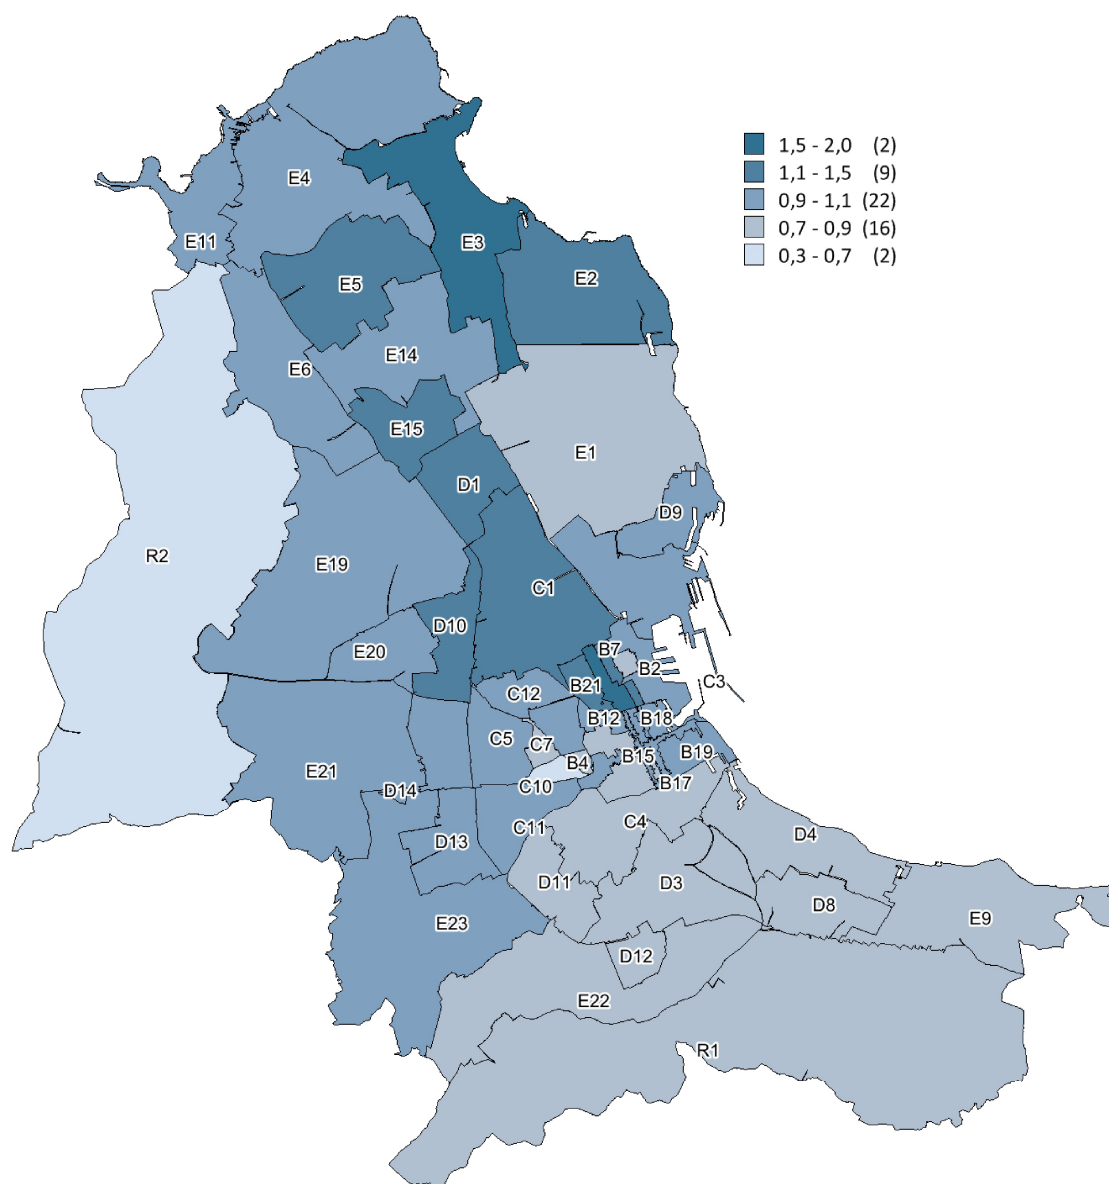 1,5 - 2,0 (2)
1,1 - 1,5 (9)
0,9 - 1,1 (22)
0,7 - 0,9 (16)
0,3 - 0,7 (2)
E4
E11
E3
E5
E2
E14
E6
E15
E1
D1
D9
R2
E19
C1
D10
E20
B7
B2
C3
B21
C12
B12
B18
C5
C7
B15
B19
B4
E21
B17
C10
D14
C11
C4
D4
D13
D11
D3
D8
E23
E9
D12
E22
R1